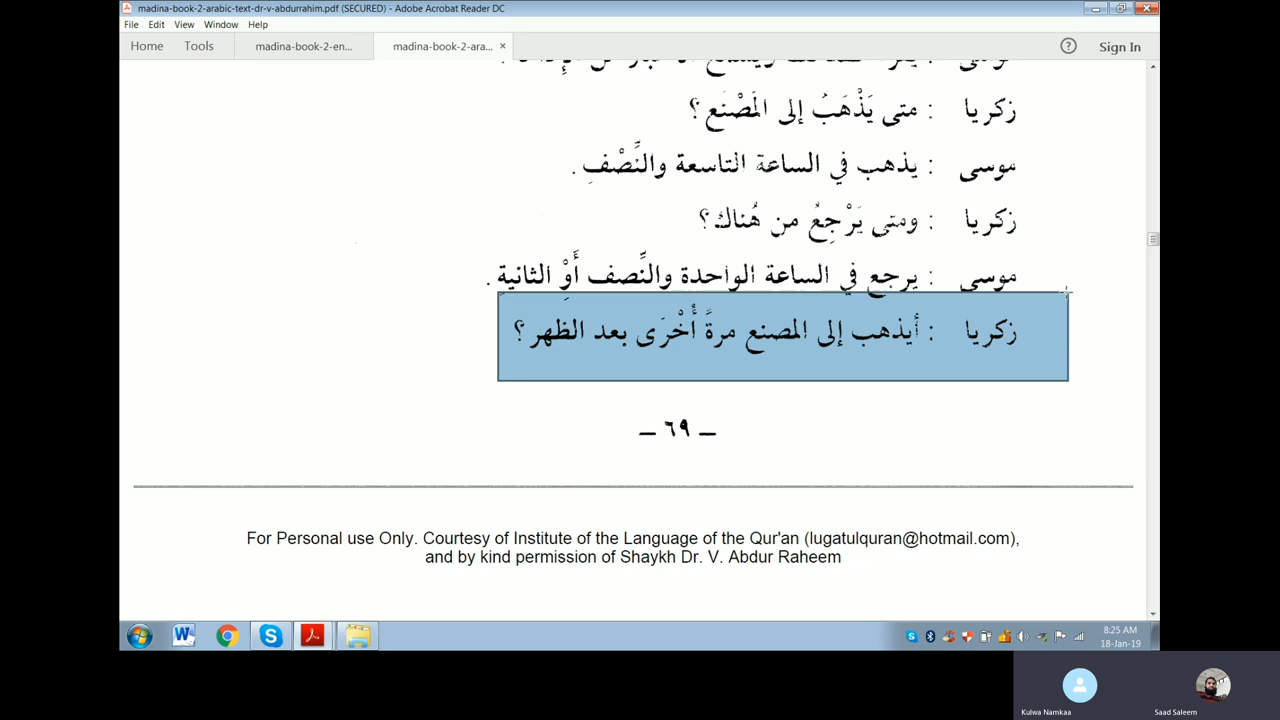 madina-book-2-arabic-text-dr-v-abdurrahim.pdf (SECURED) - Adobe Acrobat Reader DC
File Edit View Window Help
Home Tools madina-book-2-en... madina-book-2-ara... × Sign In
زكريا : متى يَذْهَبُ إلى المَصْنَع ؟
موسى : يذهب في الساعة التاسعة والنِّصْفِ .
زكريا : ومتى يَرْجِعُ من هُناك ؟
موسى : يرجع في الساعة الواحدة والنِّصف أَوْ الثانيةِ .
زكريا : أيذهب إلى المصنع مرةً أُخْرَى بعد الظهر ؟
– ٦٩ –
For Personal use Only. Courtesy of Institute of the Language of the Qur'an (lugatulquran@hotmail.com),
and by kind permission of Shaykh Dr. V. Abdur Raheem
8:25 AM
18-Jan-19
Kulwa Namkaa Saad Saleem